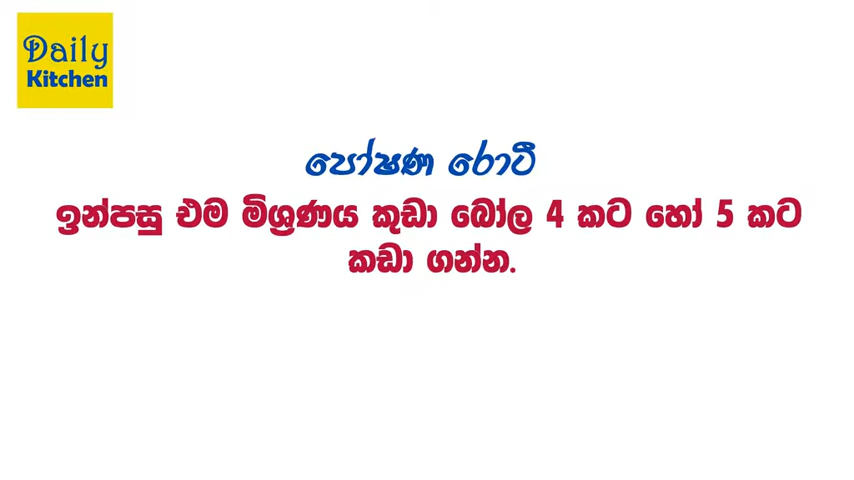 Daily
Kitchen
පෝෂණ රොටී
ඉන්පසු එම මිශ්‍රණය කුඩා බෝල 4 කට හෝ 5 කට
කඩා ගන්න.